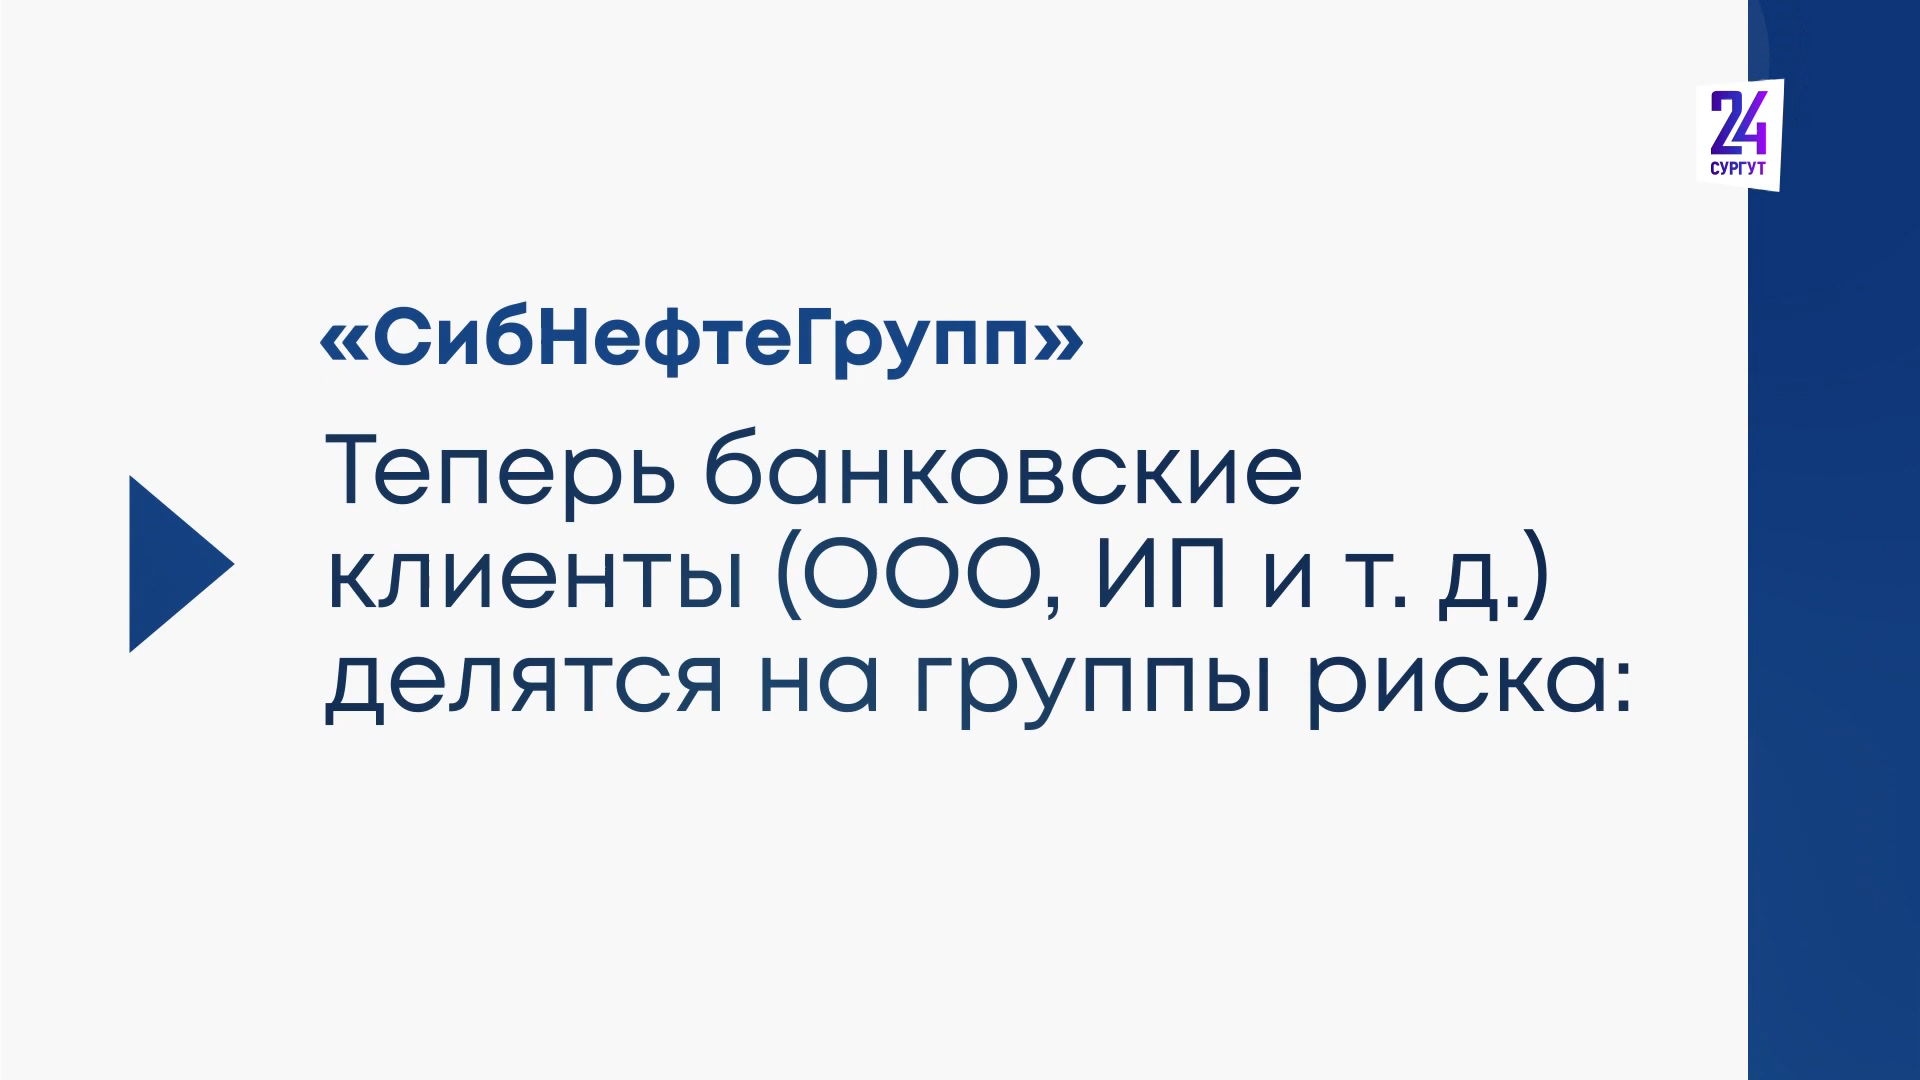 24
СУРГУТ
«СибНефтеГрупп»
Теперь банковские
клиенты (ООО, ИП и т. д.)
делятся на группы риска: